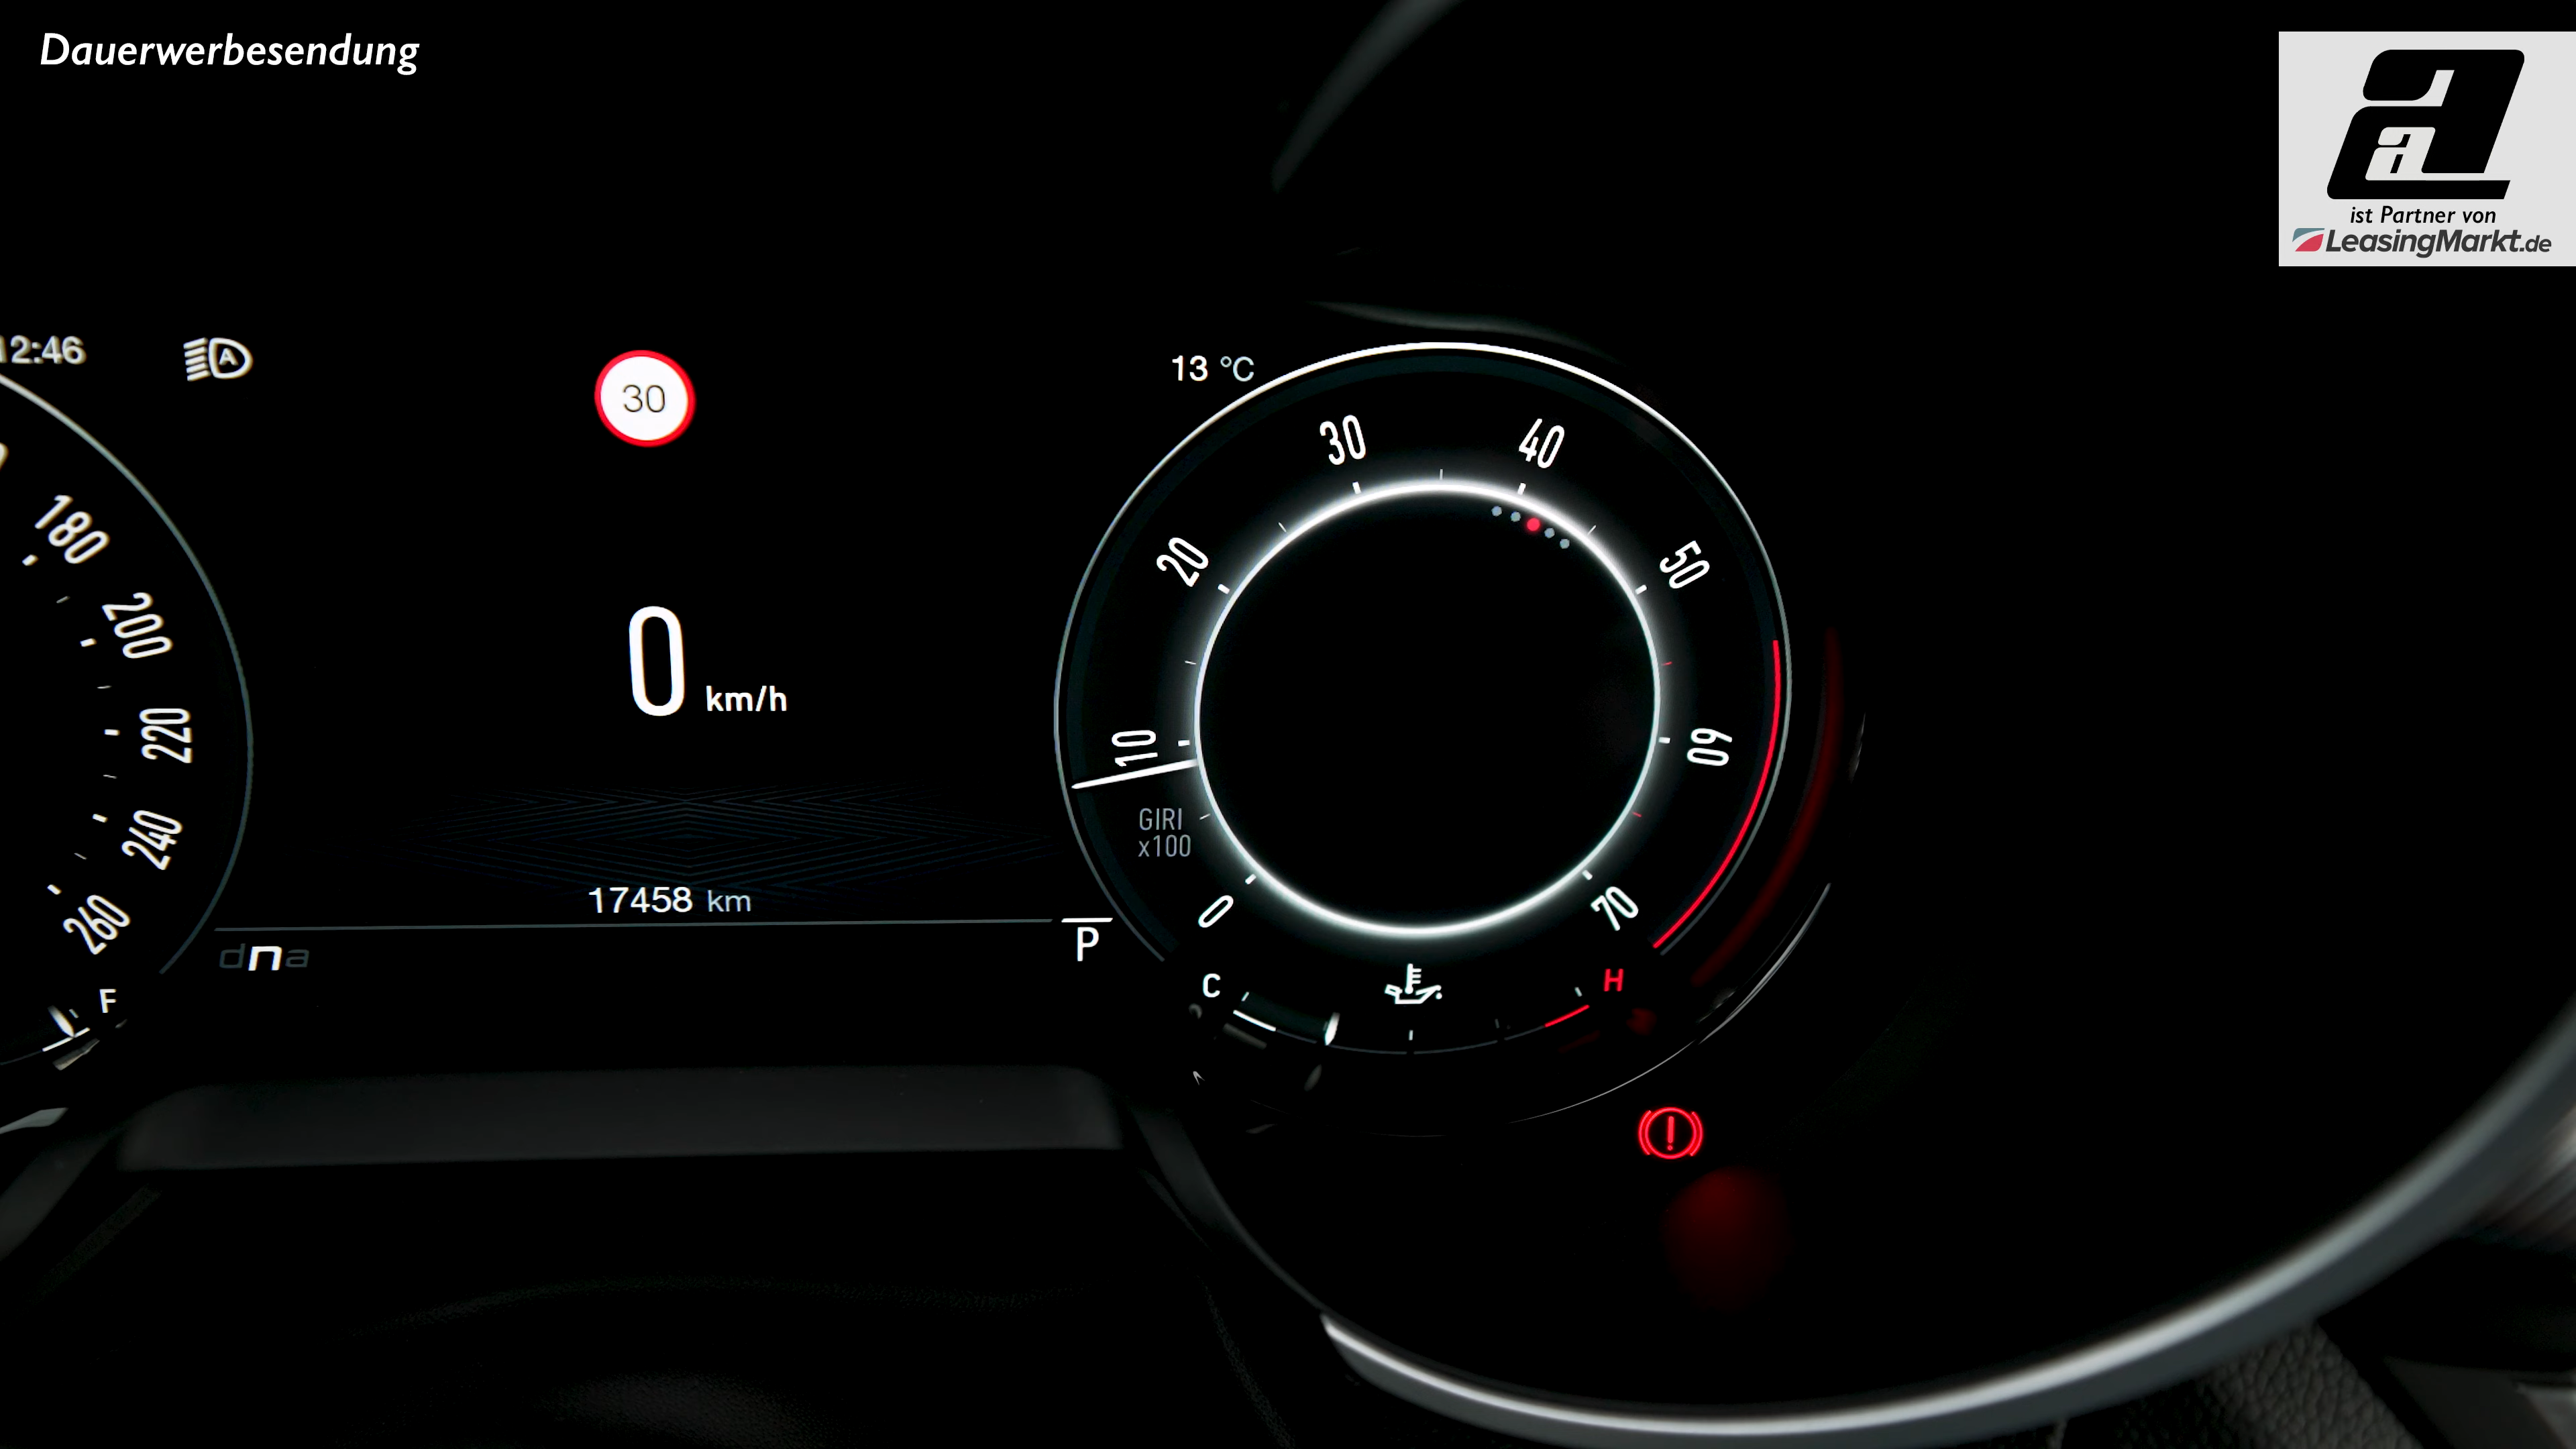 Dauerwerbesendung
a
a
ist Partner von
LeasingMarkt.de
12:46
A
30
13 °C
180
200
220
240
260
F
0 km/h
17458 km
dna
P
0
10
20
30
40
50
60
70
GIRI
x100
C
H
!